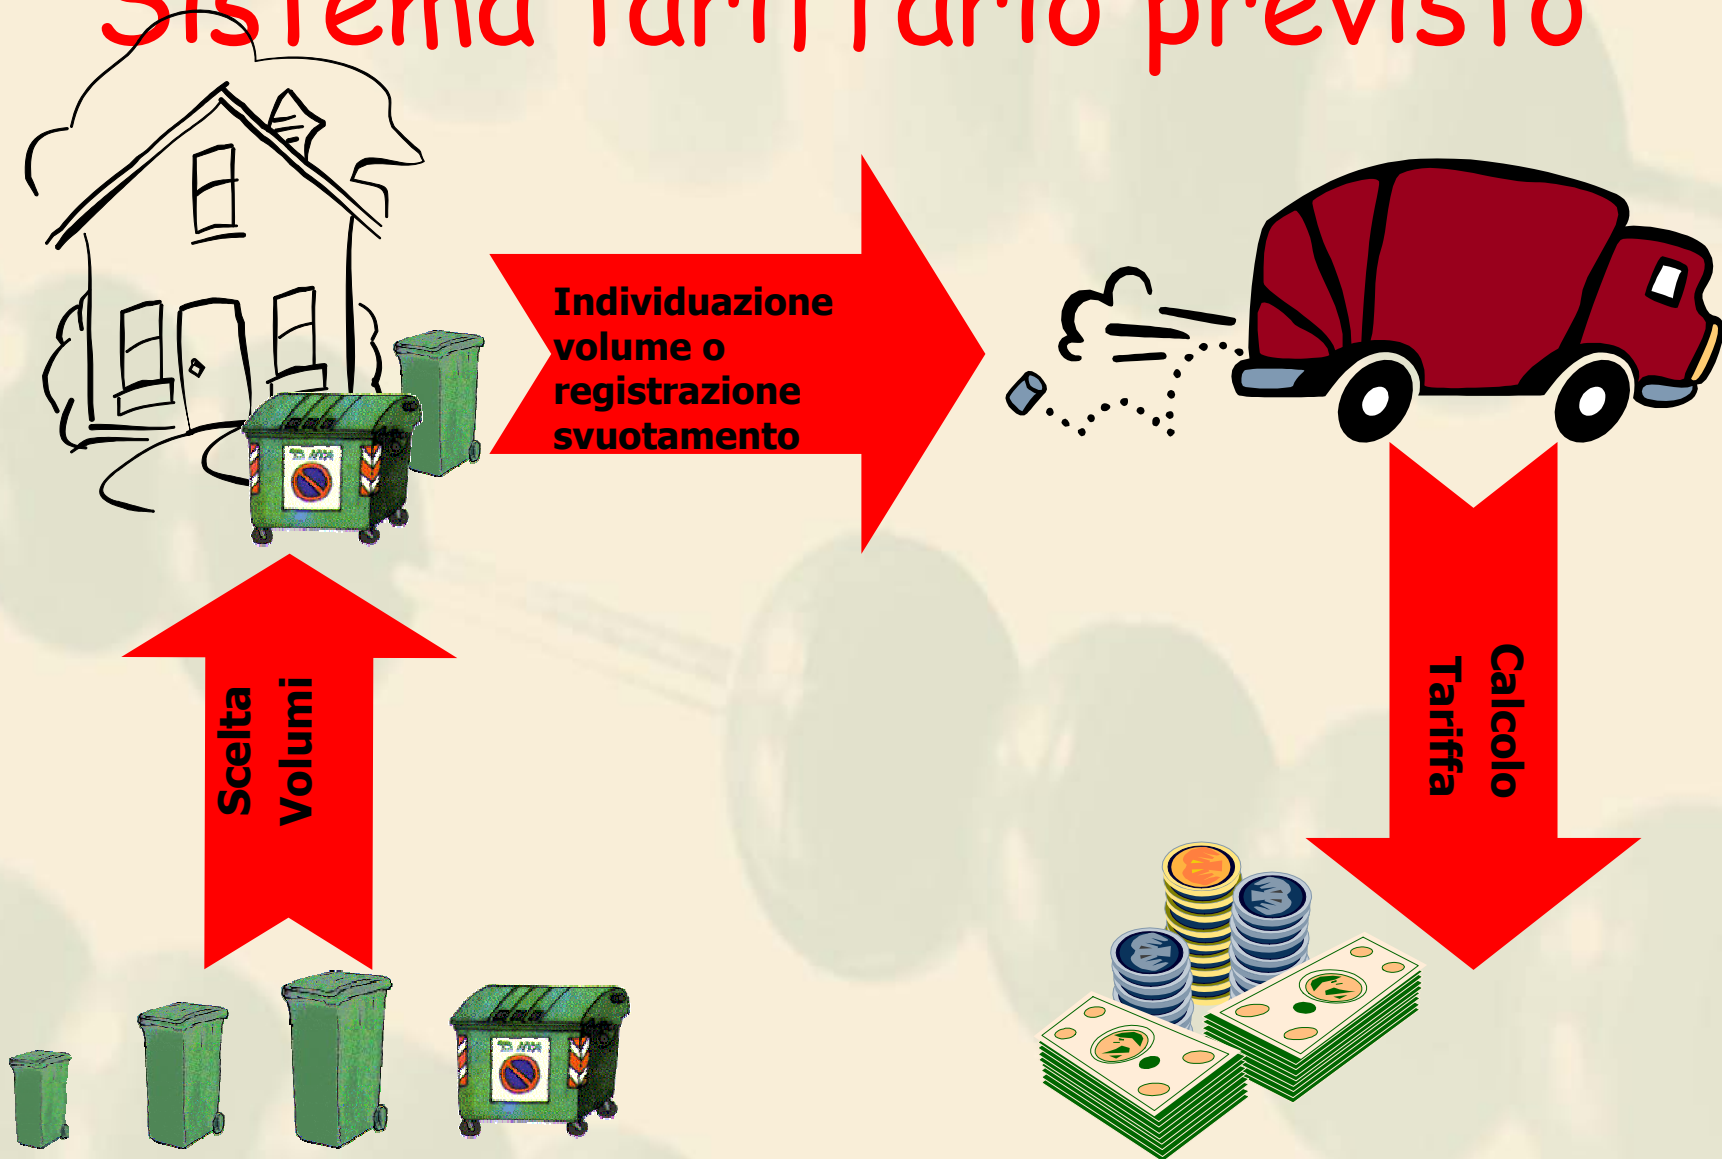 Sistema tariffario previsto
Individuazione
volume o
registrazione
svuotamento
Scelta
Volumi
Calcolo
Tariffa